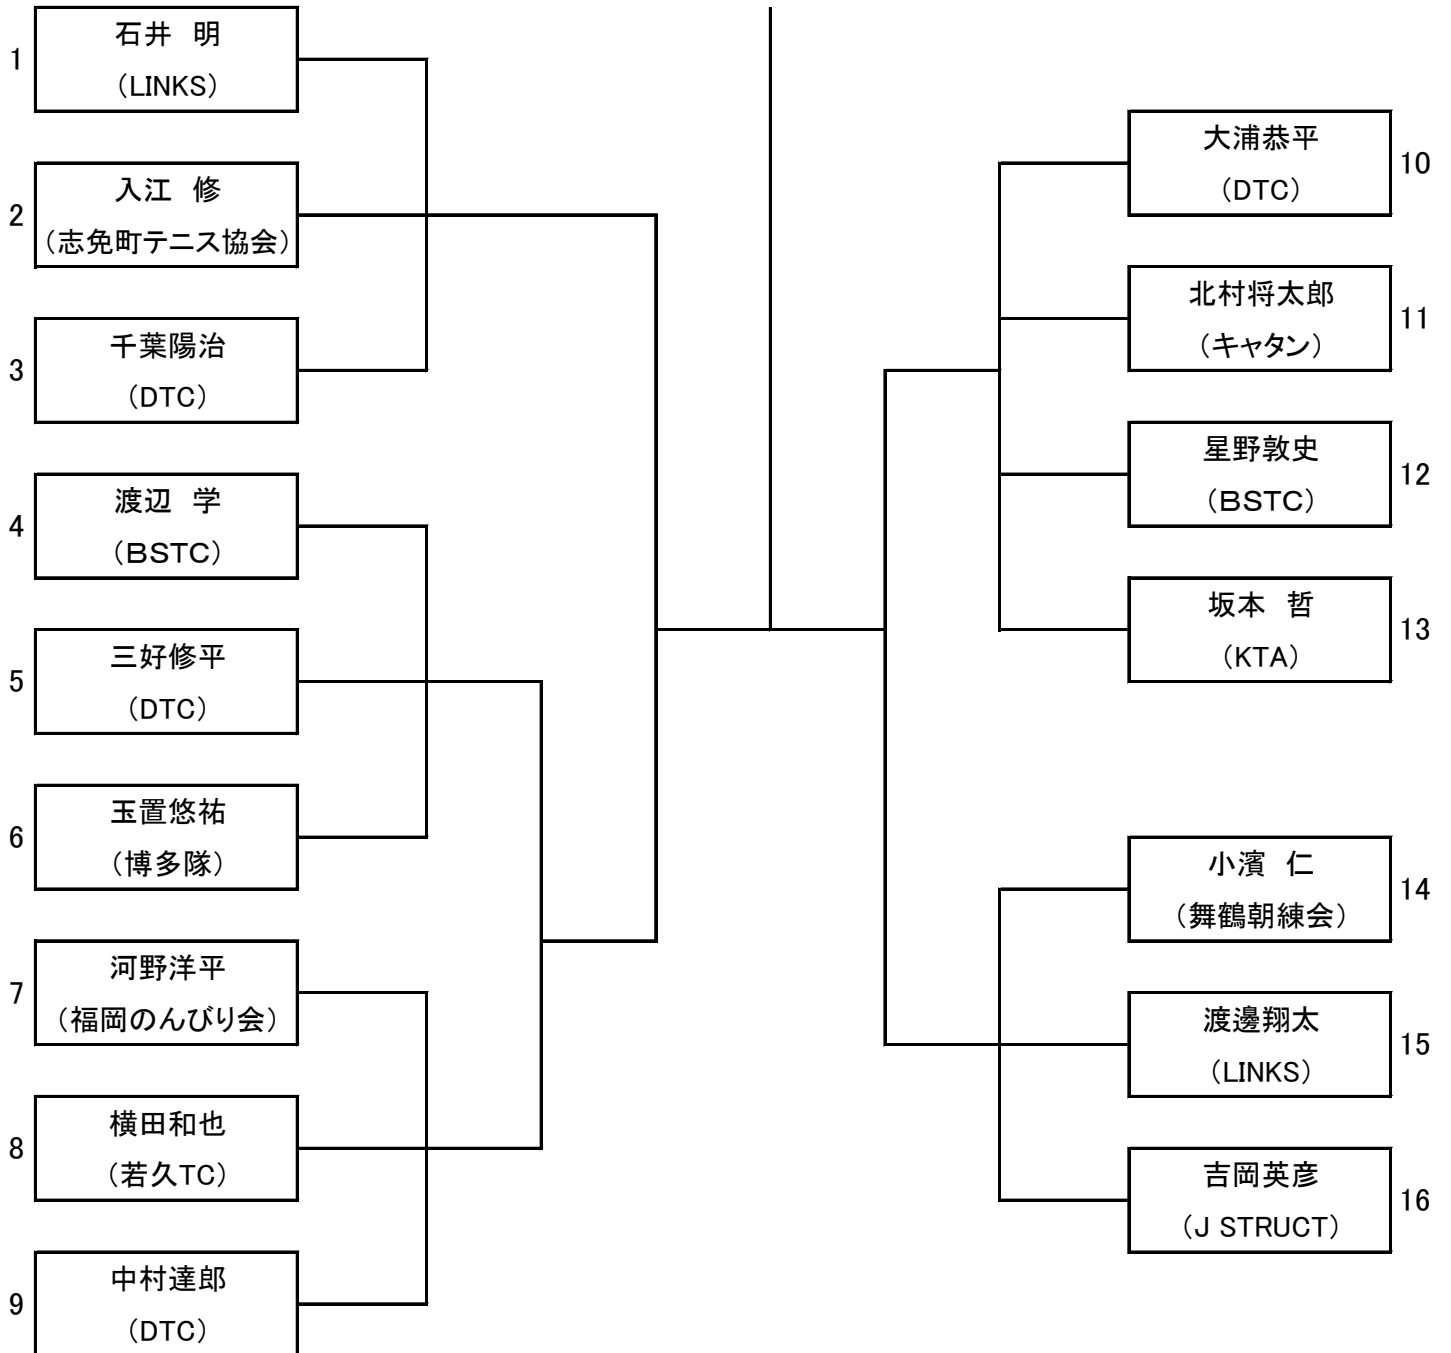 1
石井　明
（LINKS）
2
入江　修
（志免町テニス協会）
3
千葉陽治
（DTC）
4
渡辺　学
（BSTC）
5
三好修平
（DTC）
6
玉置悠祐
（博多隊）
7
河野洋平
（福岡のんびり会）
8
横田和也
（若久TC）
9
中村達郎
（DTC）
大浦恭平
（DTC）
10
北村将太郎
（キャタン）
11
星野敦史
（BSTC）
12
坂本　哲
（KTA）
13
小濱　仁
（舞鶴朝練会）
14
渡邊翔太
（LINKS）
15
吉岡英彦
（J STRUCT）
16